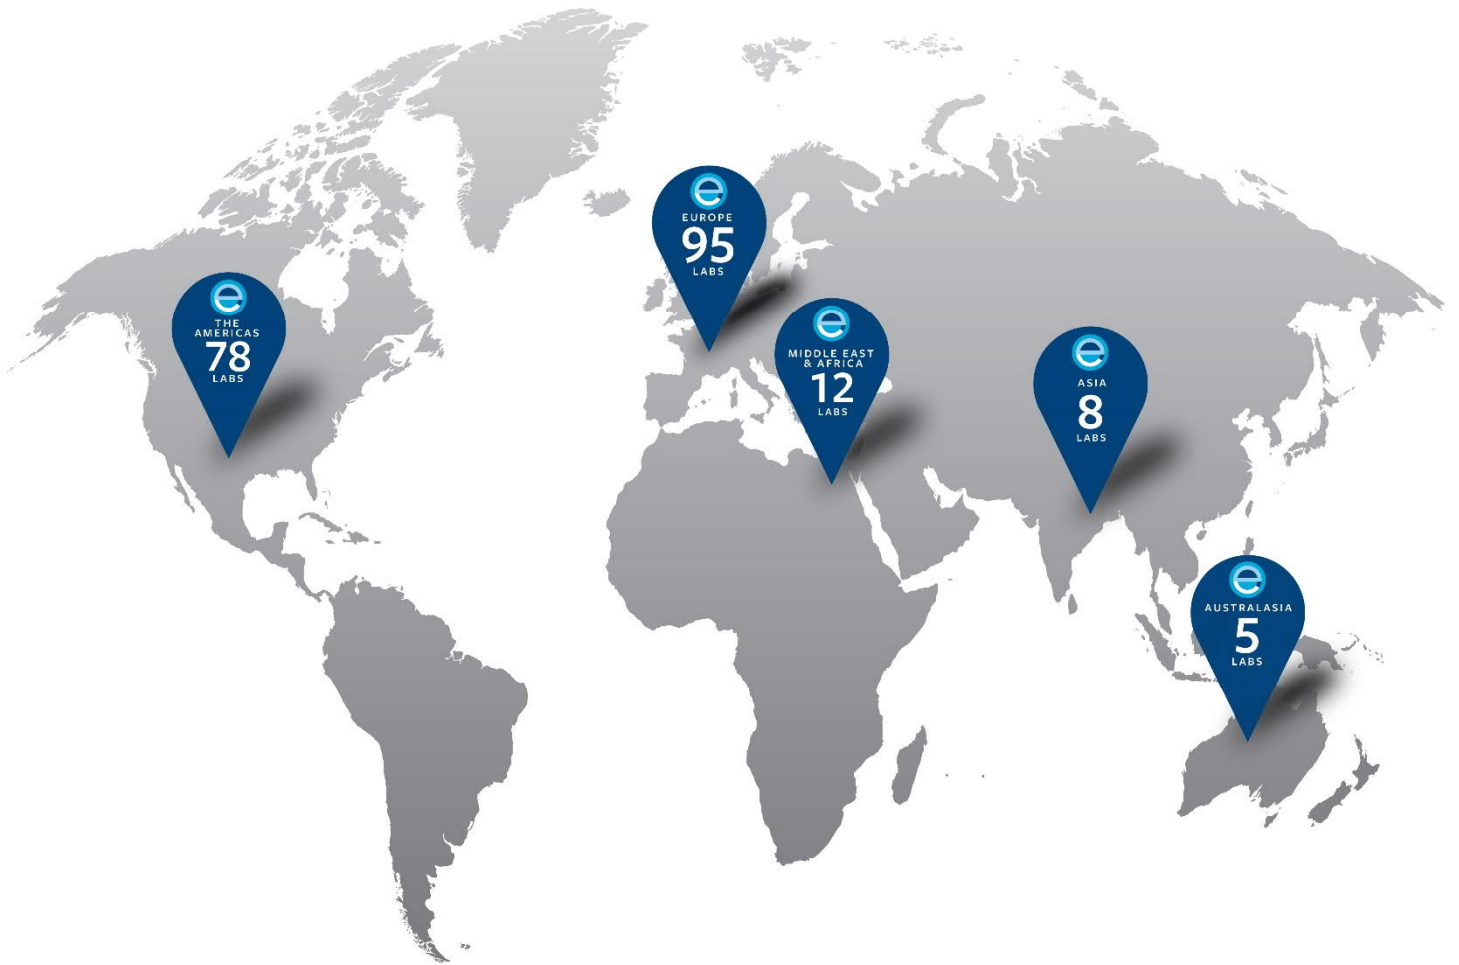 EUROPE
95
LABS
THE
AMERICAS
78
LABS
MIDDLE EAST
& AFRICA
12
LABS
ASIA
8
LABS
AUSTRALASIA
5
LABS